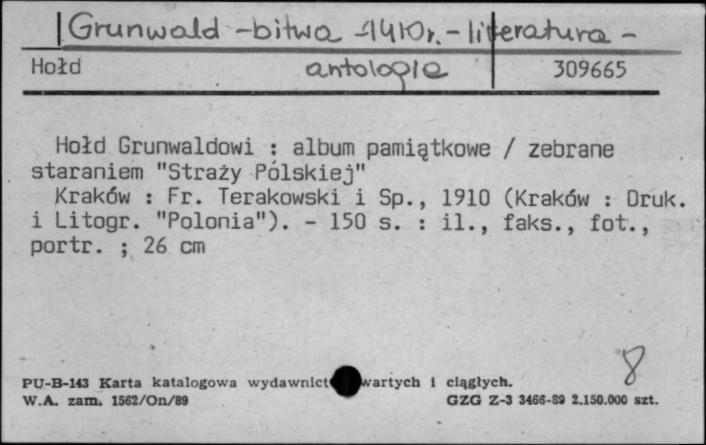 Grunwald - bitwa - 1410r. - literatura -
Hołd antologie 309665
Hołd Grunwaldowi : album pamiątkowe / zebrane
staraniem "Straży Polskiej"
Kraków : Fr. Terakowski i Sp., 1910 (Kraków : Druk.
i Litogr. "Polonia"). - 150 s. : il., faks., fot.,
portr. ; 26 cm
8
PU-B-143 Karta katalogowa wydawnict wartych i ciągłych.
W.A. zam. 1562/On/89 GZG Z-3 3466-89 2.150.000 szt.